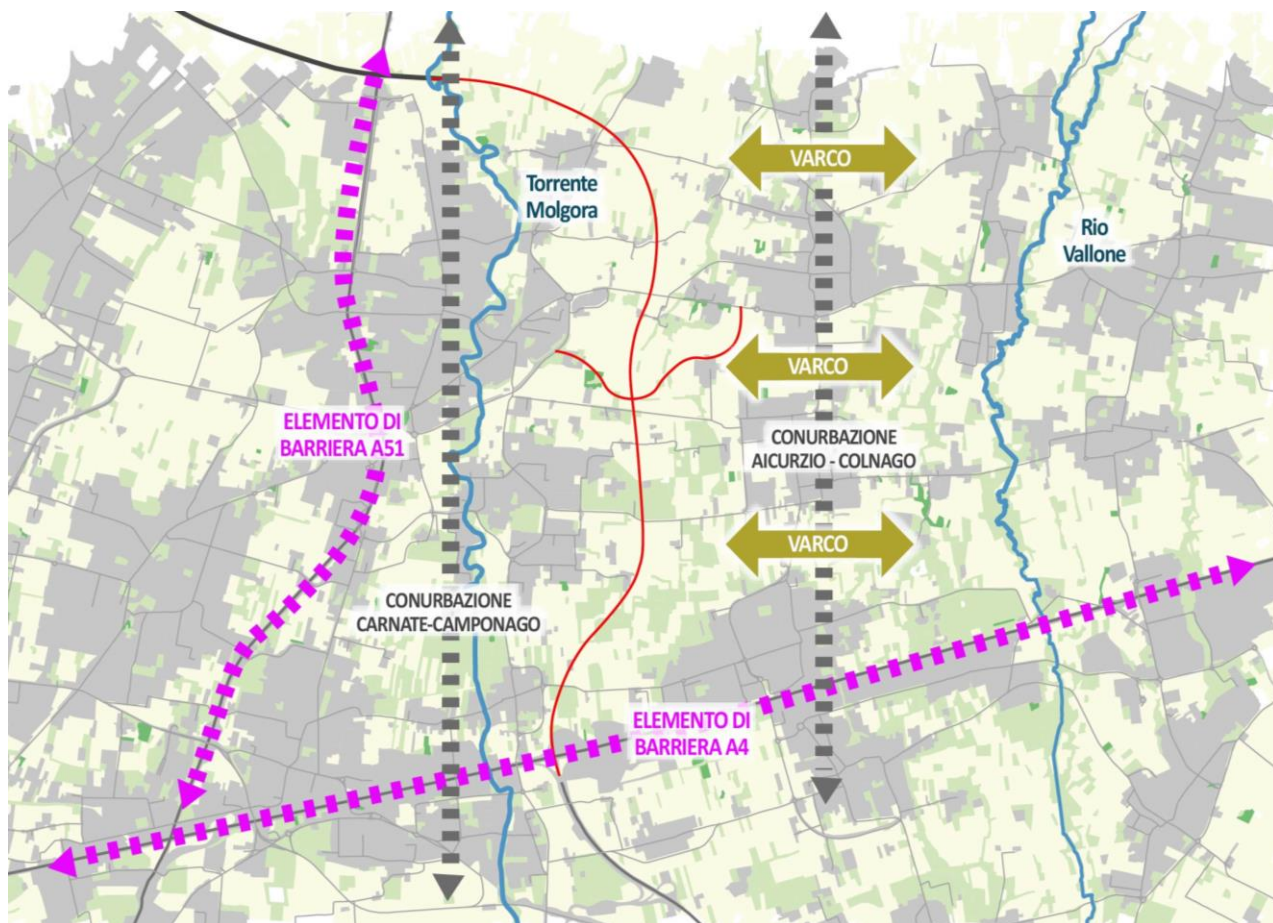 VARCO
Torrente
Molgora
Rio
Vallone
VARCO
ELEMENTO DI
BARRIERA A51
CONURBAZIONE
AICURZIO - COLNAGO
VARCO
CONURBAZIONE
CARNATE-CAMPONAGO
ELEMENTO DI
BARRIERA A4